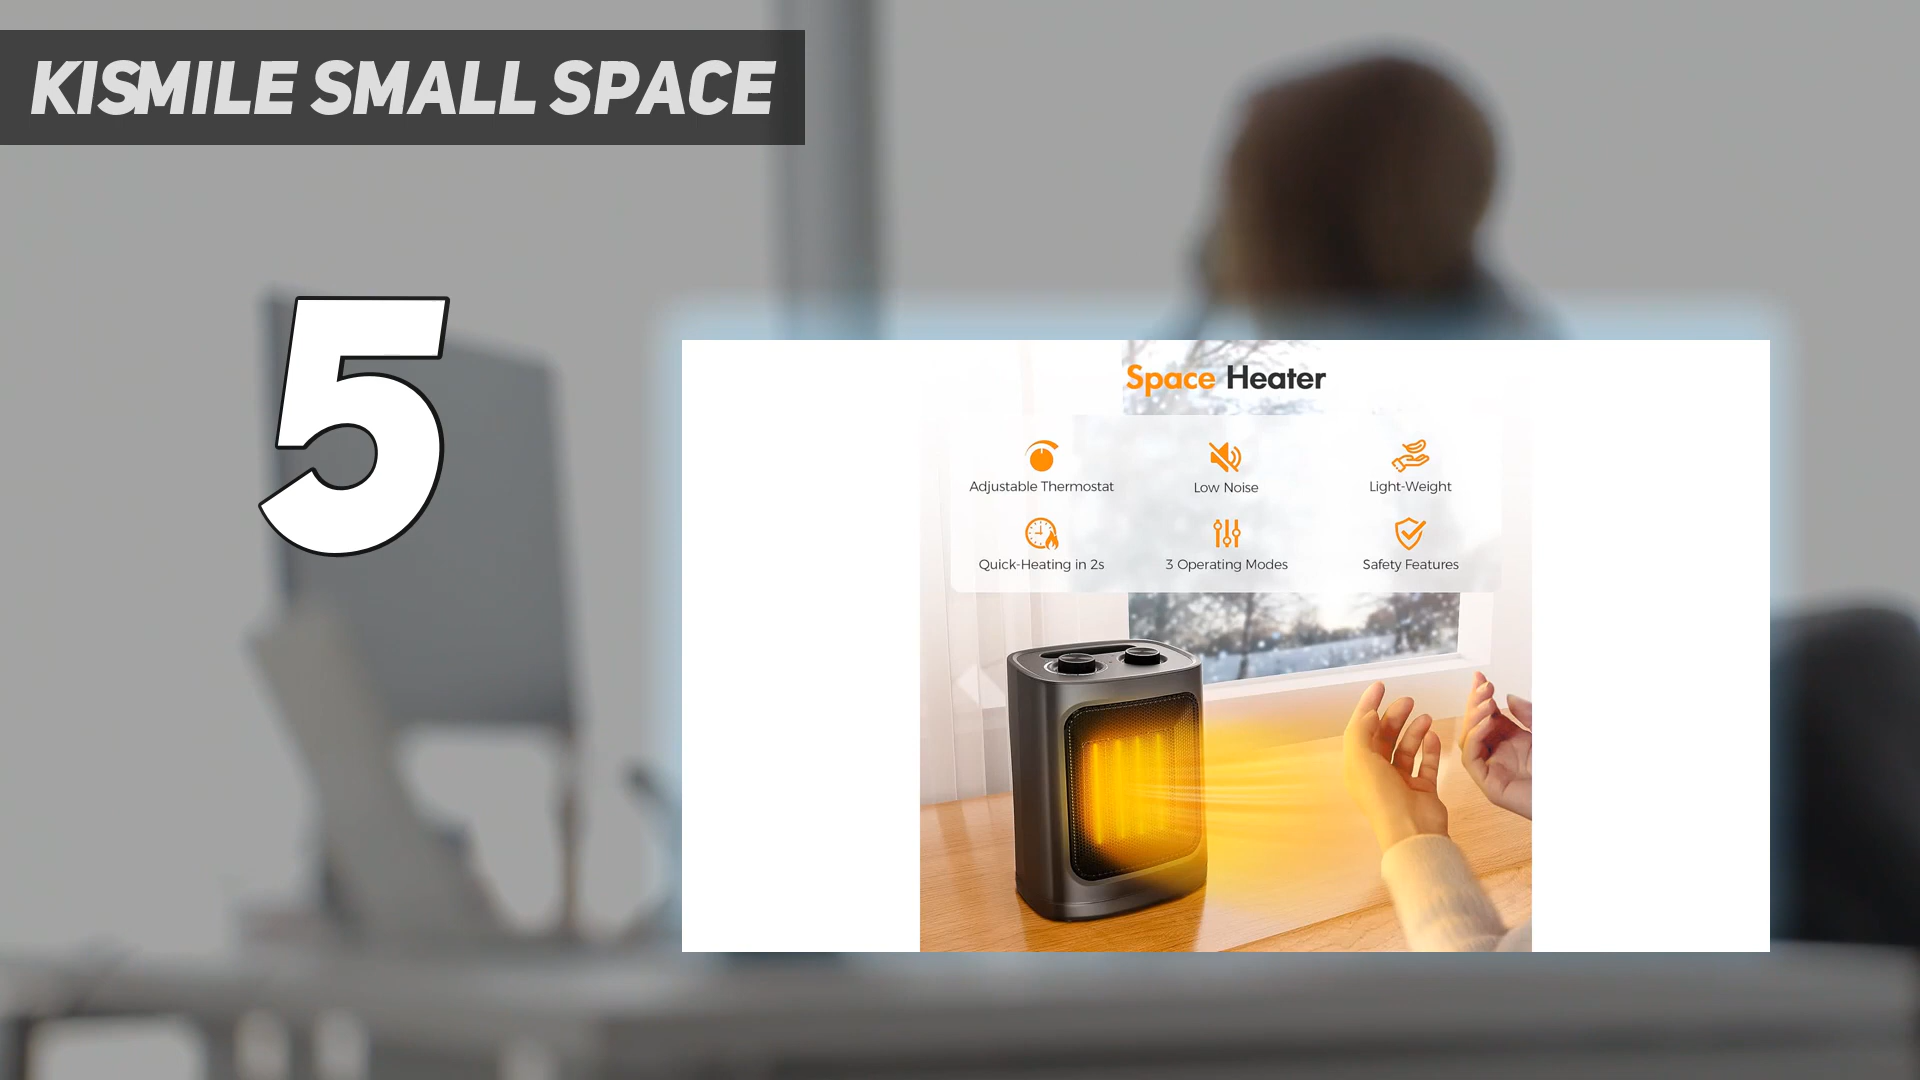 KISMILE SMALL SPACE
5
Space Heater
Adjustable Thermostat
Low Noise
Light-Weight
Quick-Heating in 2s
3 Operating Modes
Safety Features